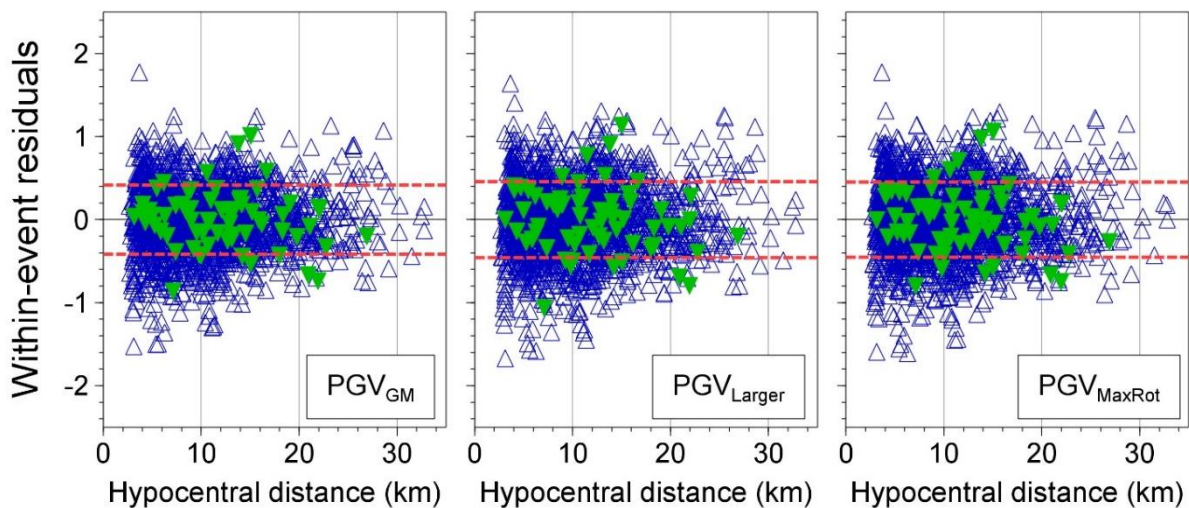 Within-event residuals
2
1
0
-1
-2
PGV_GM
PGV_Larger
PGV_MaxRot
0 10 20 30
0 10 20 30
0 10 20 30
Hypocentral distance (km)
Hypocentral distance (km)
Hypocentral distance (km)